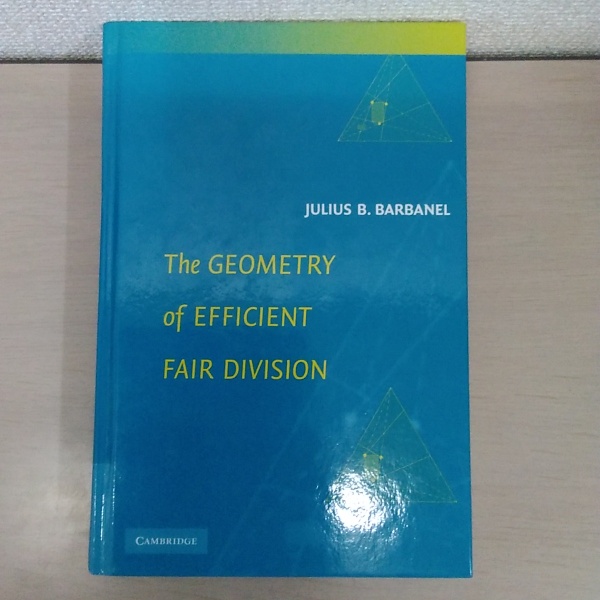 JULIUS B. BARBANEL
The GEOMETRY
of EFFICIENT
FAIR DIVISION
CAMBRIDGE